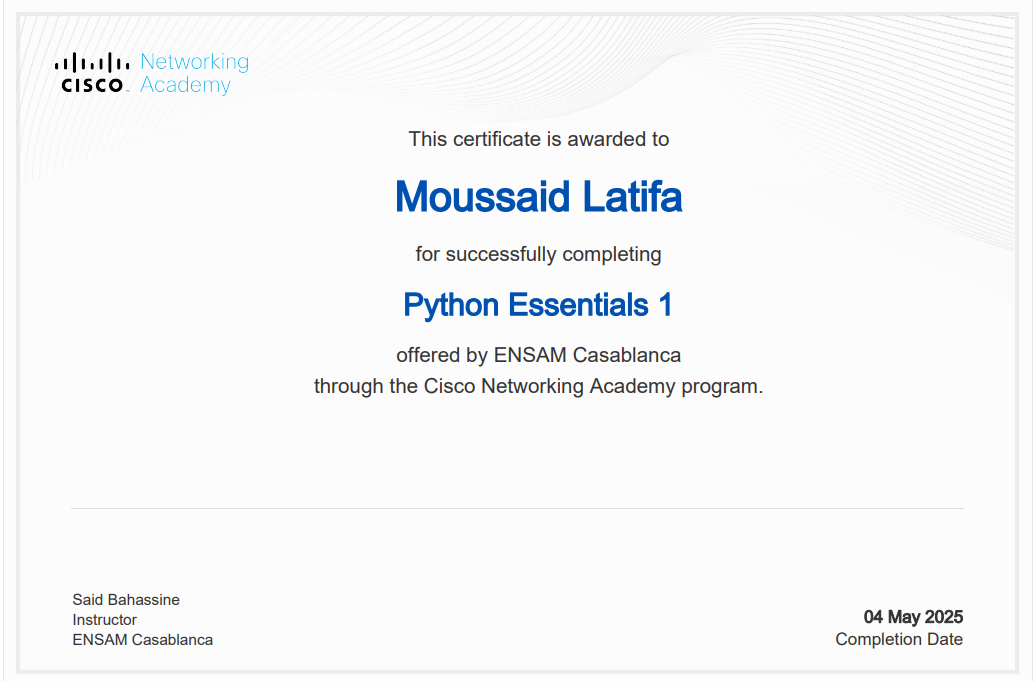 Networking
CISCO Academy
This certificate is awarded to
Moussaid Latifa
for successfully completing
Python Essentials 1
offered by ENSAM Casablanca
through the Cisco Networking Academy program.
Said Bahassine
Instructor
ENSAM Casablanca
04 May 2025
Completion Date